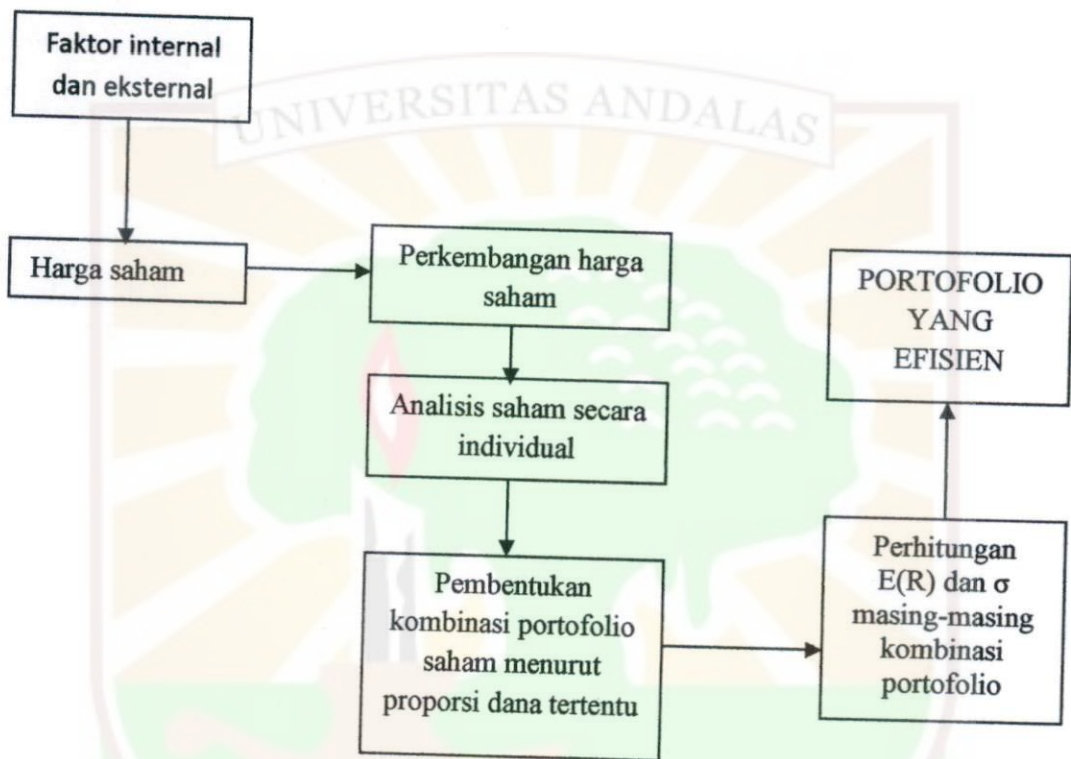 Faktor internal
dan eksternal
UNIVERSITAS ANDALAS
Harga saham
Perkembangan harga
saham
Analisis saham secara
individual
Pembentukan
kombinasi portofolio
saham menurut
proporsi dana tertentu
Perhitungan
E(R) dan σ
masing-masing
kombinasi
portofolio
PORTOFOLIO
YANG
EFISIEN